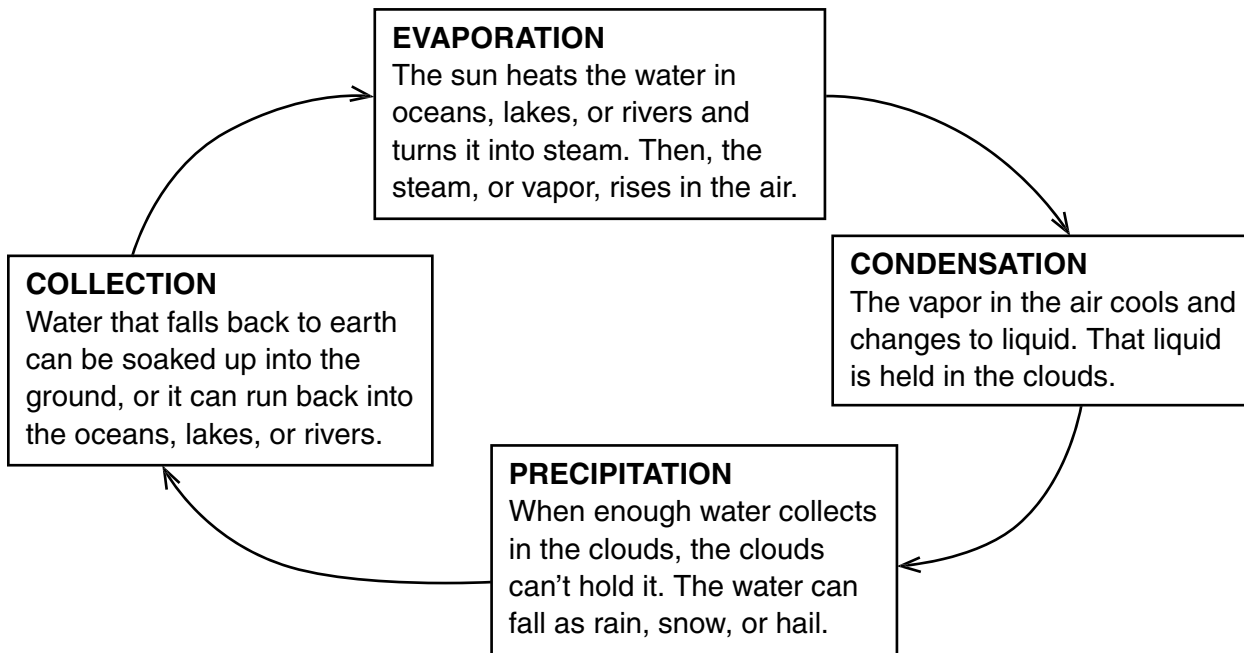 EVAPORATION
The sun heats the water in
oceans, lakes, or rivers and
turns it into steam. Then, the
steam, or vapor, rises in the air.
CONDENSATION
The vapor in the air cools and
changes to liquid. That liquid
is held in the clouds.
PRECIPITATION
When enough water collects
in the clouds, the clouds
can’t hold it. The water can
fall as rain, snow, or hail.
COLLECTION
Water that falls back to earth
can be soaked up into the
ground, or it can run back into
the oceans, lakes, or rivers.